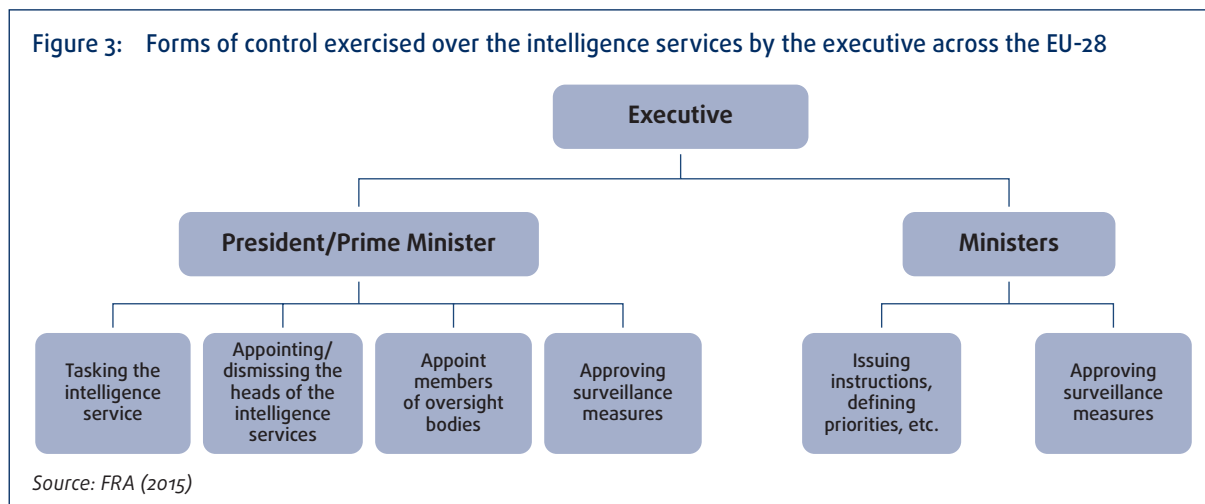 Figure 3: Forms of control exercised over the intelligence services by the executive across the EU-28
Executive
President/Prime Minister
Ministers
Tasking the
intelligence
service
Appointing/
dismissing the
heads of the
intelligence
services
Appoint
members
of oversight
bodies
Approving
surveillance
measures
Issuing
instructions,
defining
priorities, etc.
Approving
surveillance
measures
Source: FRA (2015)